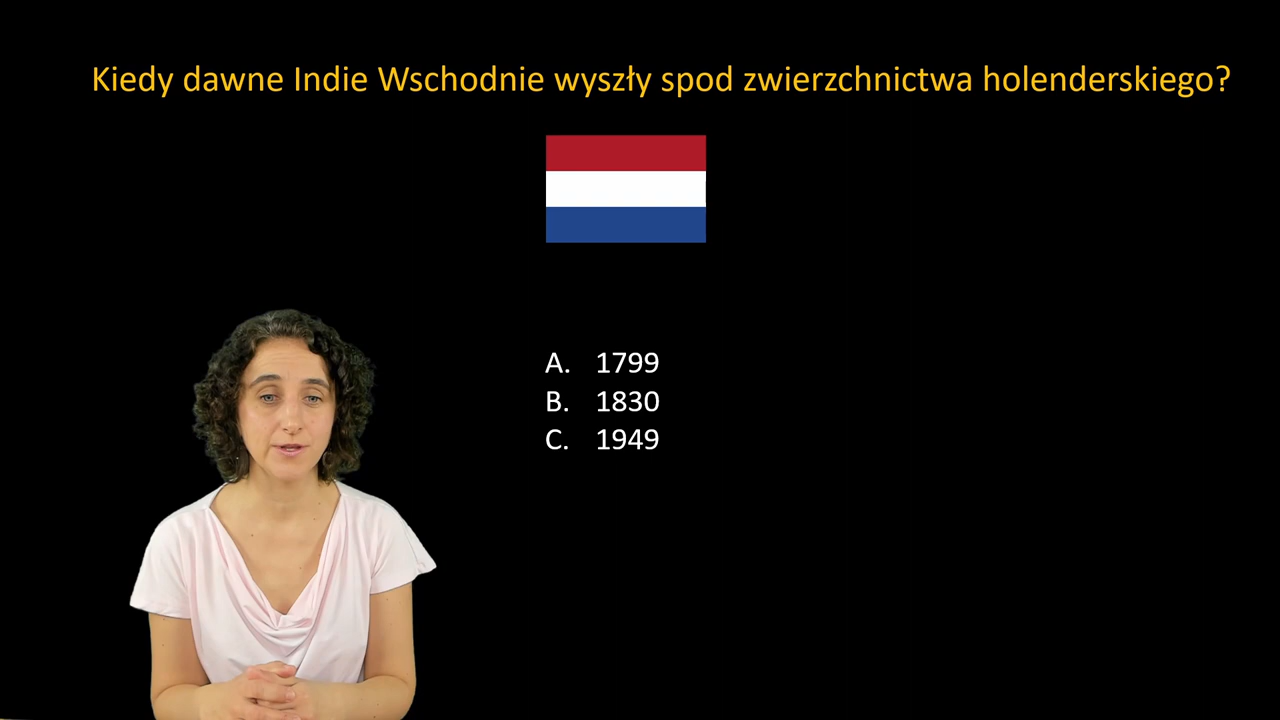 Kiedy dawne Indie Wschodnie wyszły spod zwierzchnictwa holenderskiego?
A. 1799
B. 1830
C. 1949